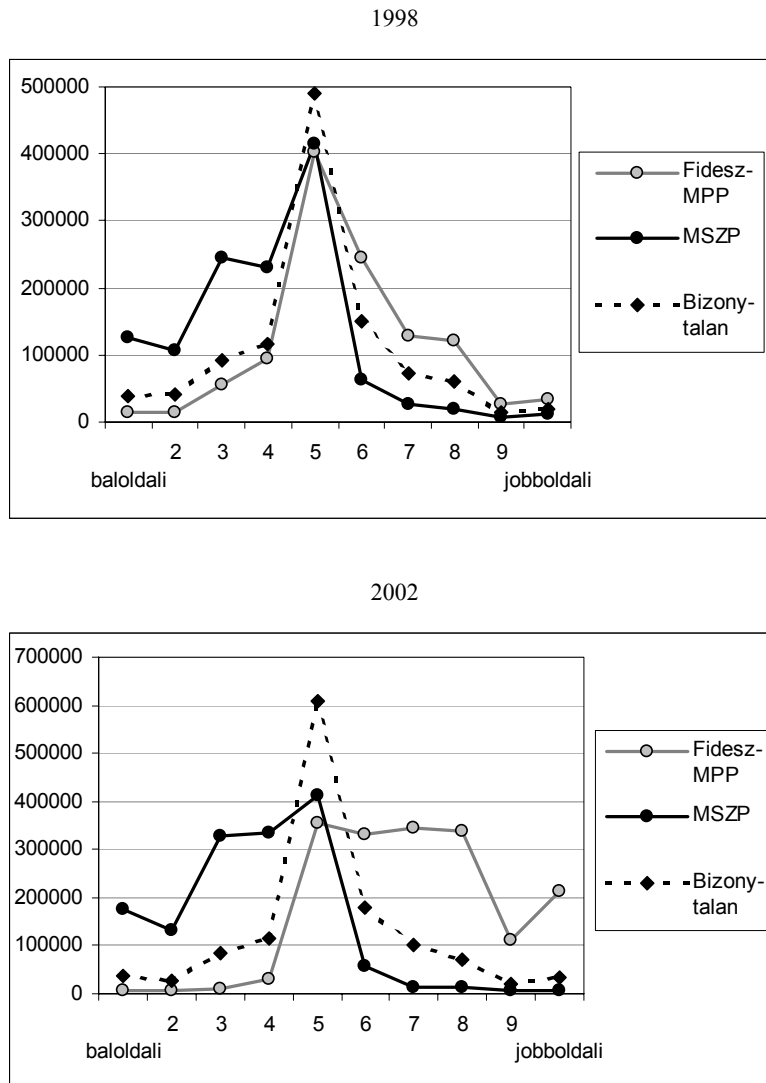 1998
500000
400000
300000
200000
100000
0
2 3 4 5 6 7 8 9
baloldali jobboldali
Fidesz-
MPP
MSZP
Bizony-
talan
2002
700000
600000
500000
400000
300000
200000
100000
0
2 3 4 5 6 7 8 9
baloldali jobboldali
Fidesz-
MPP
MSZP
Bizony-
talan